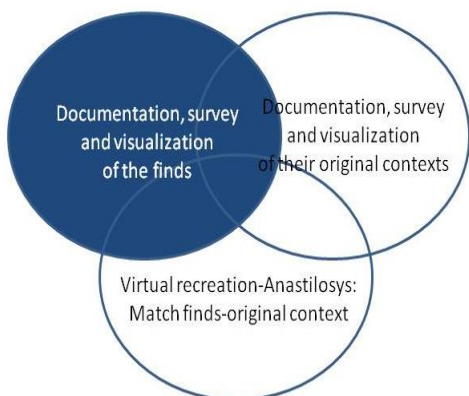 Documentation, survey
and visualization
of the finds
Documentation, survey
and visualization
of their original contexts
Virtual recreation-Anastilosys:
Match finds-original context